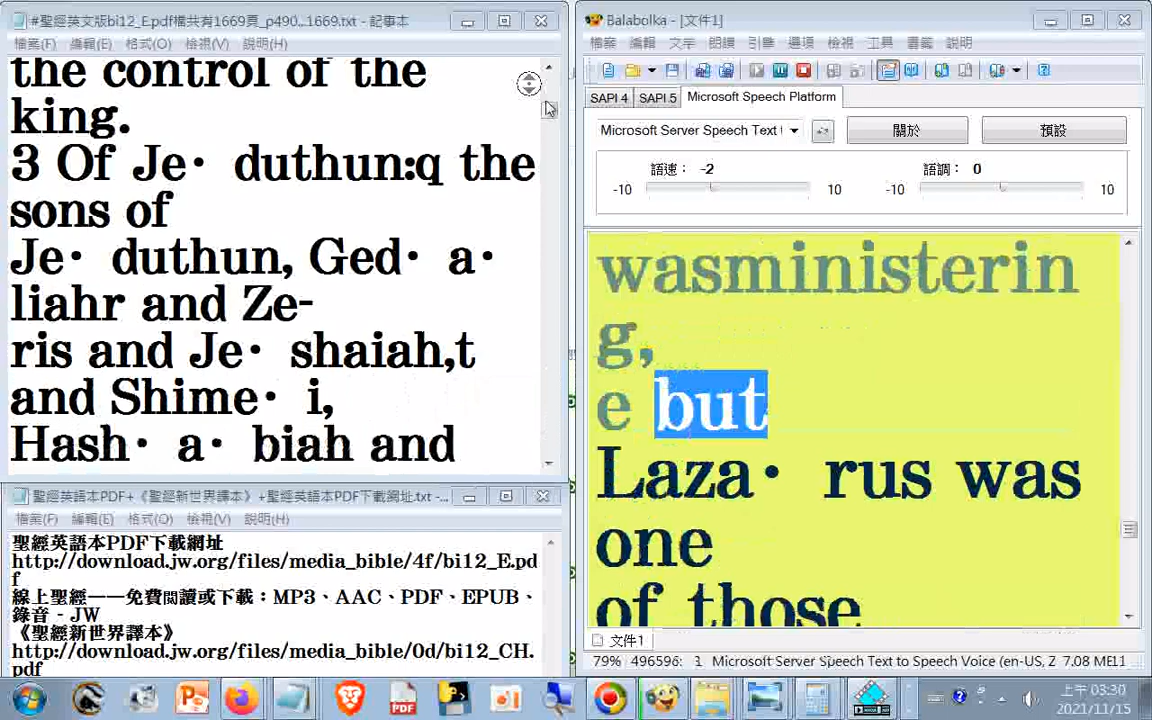 #聖經英文版bi12_E.pdf檔共有1669頁_p490...1669.txt - 記事本
檔案(F) 編輯(E) 格式(O) 檢視(V) 說明(H)
the control of the
king.
3 Of Je· duthun:q the
sons of
Je· duthun, Ged· a·
liahr and Ze-
ris and Je· shaiah,t
and Shime· i,
Hash· a· biah and
聖經英語本PDF+《聖經新世界譯本》+聖經英語本PDF下載網址.txt -...
檔案(F) 編輯(E) 格式(O) 檢視(V) 說明(H)
聖經英語本PDF下載網址
http://download.jw.org/files/media_bible/4f/bi12_E.pd
f
線上聖經——免費閱讀或下載：MP3、AAC、PDF、EPUB、
錄音 - JW
《聖經新世界譯本》
http://download.jw.org/files/media_bible/0d/bi12_CH.
pdf
Balabolka - [文件1]
檔案 編輯 文字 朗讀 引擎 選項 檢視 工具 書籤 說明
SAPI 4 SAPI 5 Microsoft Speech Platform
Microsoft Server Speech Text 關於 預設
語速： -2 語調： 0
-10 10 -10 10
wasministerin
g,
e but
Laza· rus was
one
of those
文件1
79% 496596: 1 Microsoft Server Speech Text to Speech Voice (en-US, Z 7.08 ME11
上午 03:30
2021/11/15